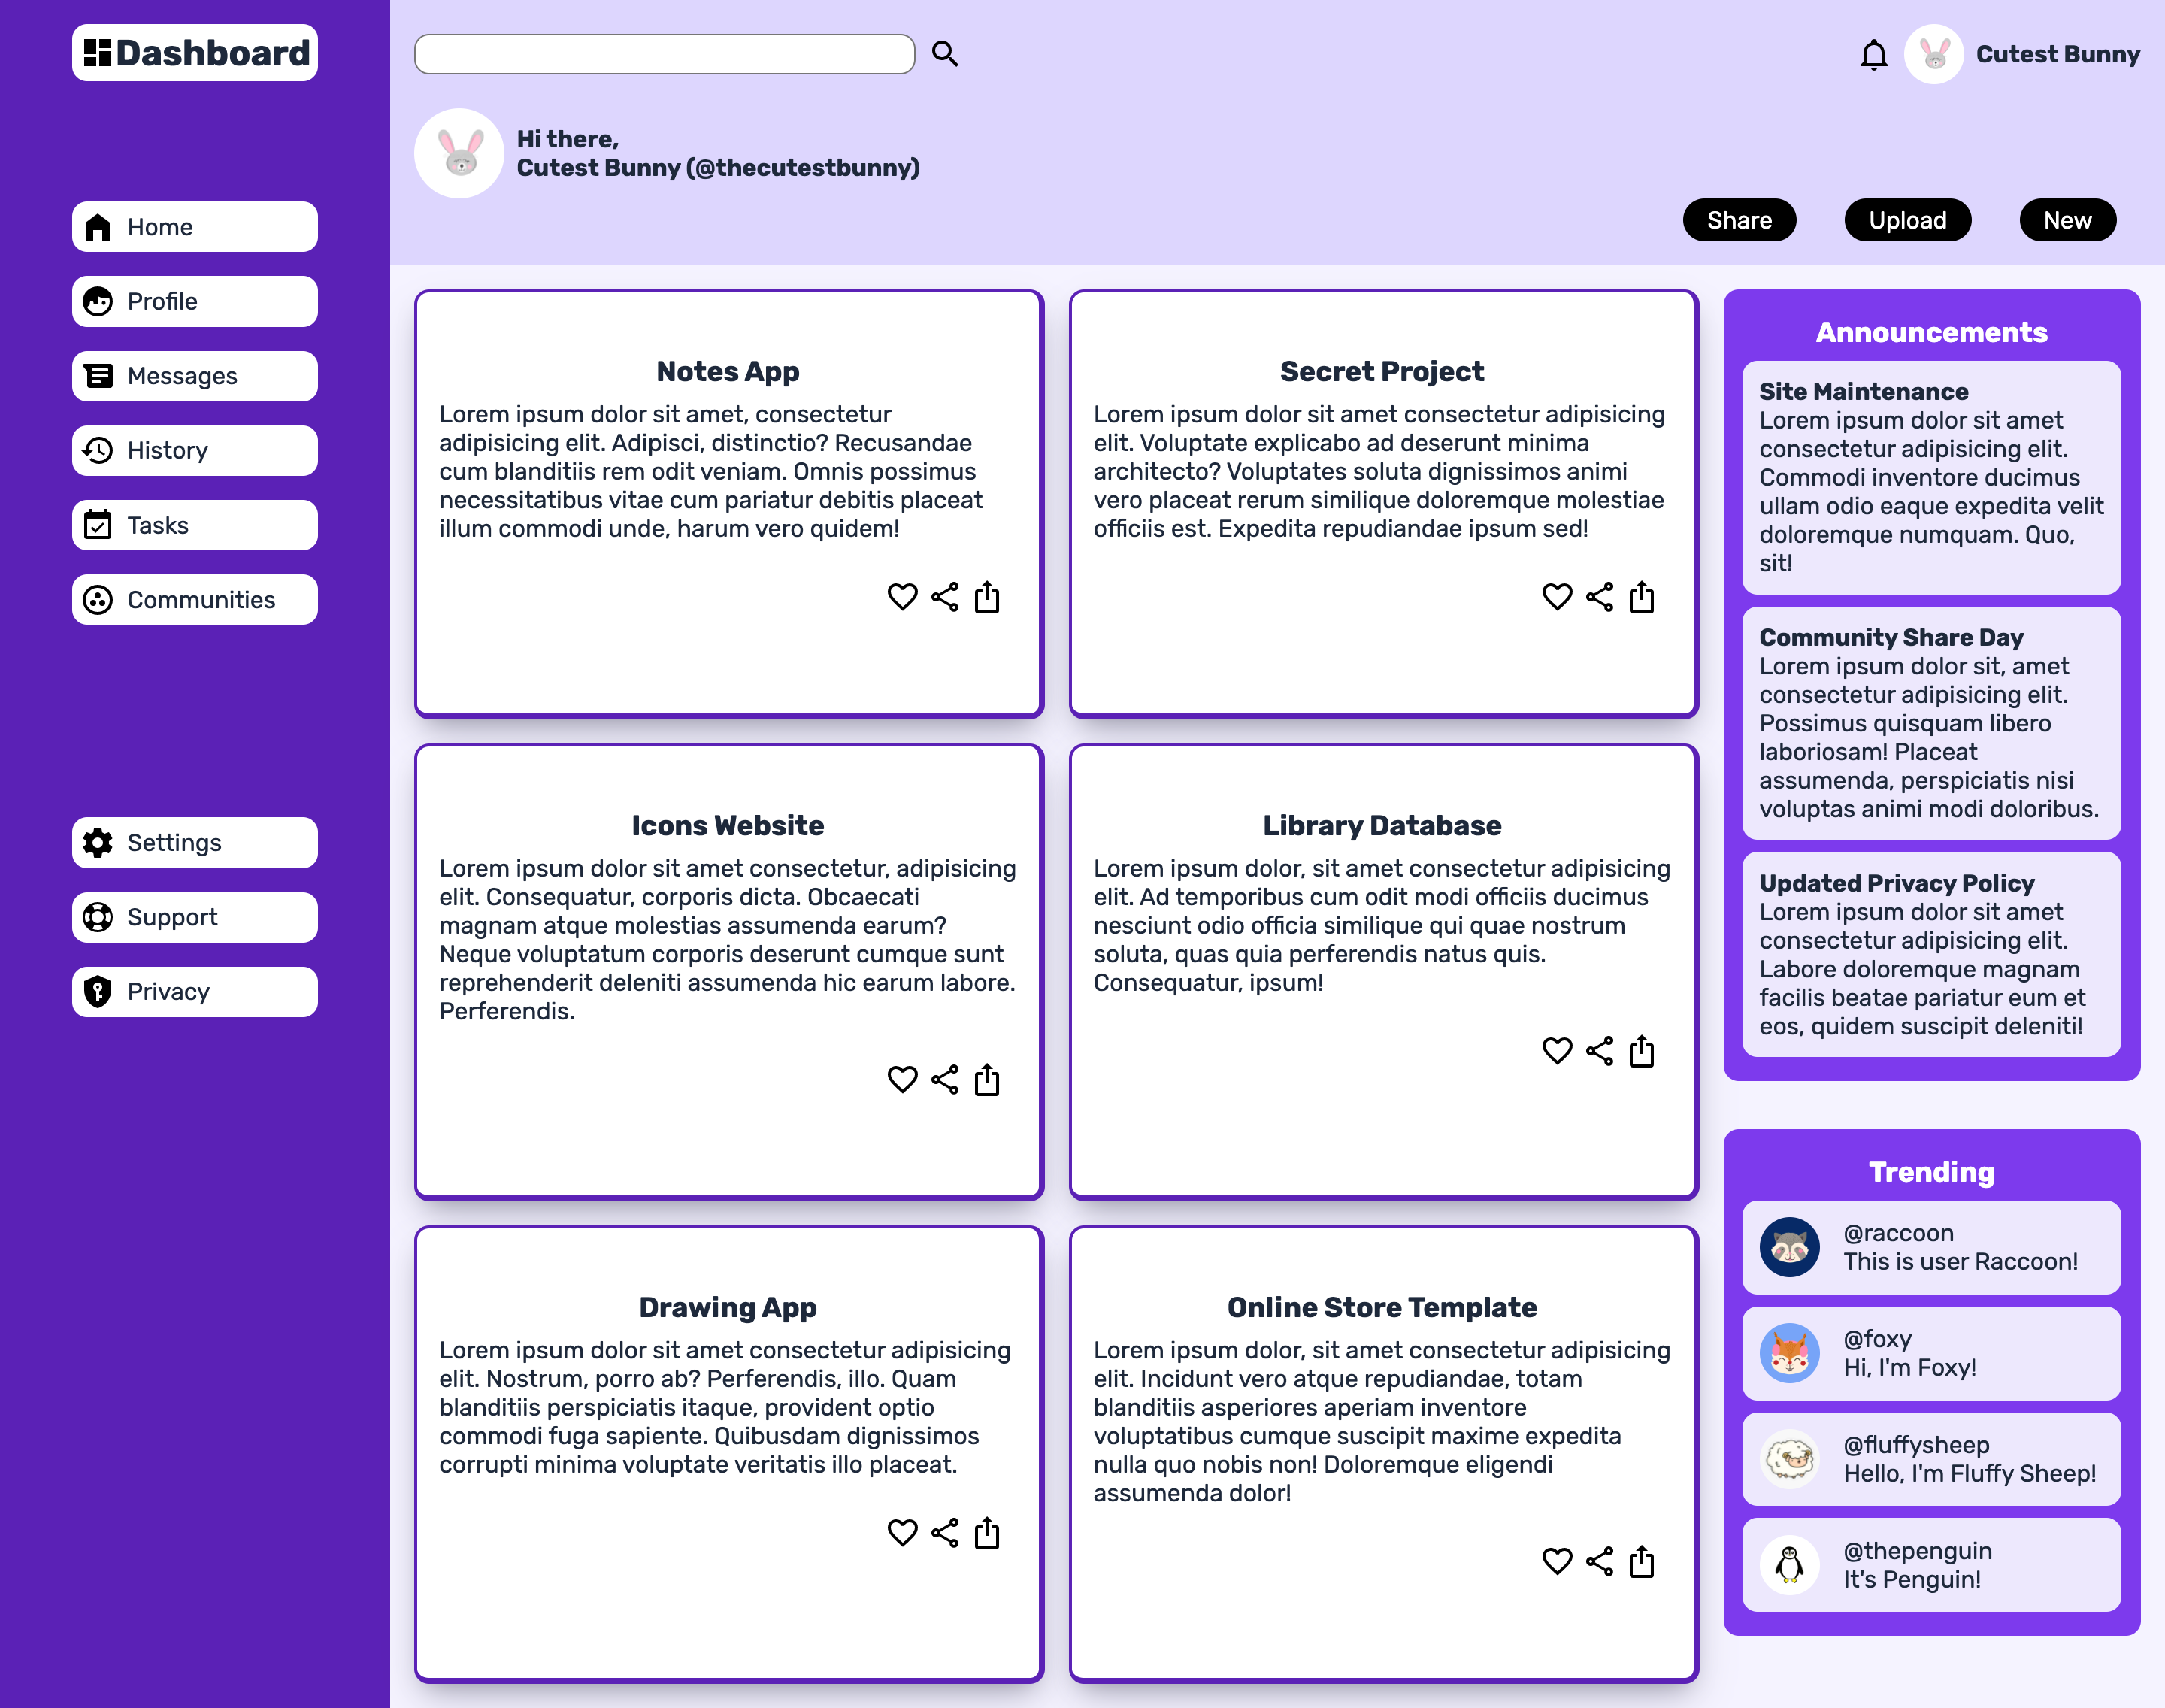 Dashboard
Home
Profile
Messages
History
Tasks
Communities
Settings
Support
Privacy
Cutest Bunny
Hi there,
Cutest Bunny (@thecutestbunny)
Share
Upload
New
Notes App
Lorem ipsum dolor sit amet, consectetur
adipisicing elit. Adipisci, distinctio? Recusandae
cum blanditiis rem odit veniam. Omnis possimus
necessitatibus vitae cum pariatur debitis placeat
illum commodi unde, harum vero quidem!
Secret Project
Lorem ipsum dolor sit amet consectetur adipisicing
elit. Voluptate explicabo ad deserunt minima
architecto? Voluptates soluta dignissimos animi
vero placeat rerum similique doloremque molestiae
officiis est. Expedita repudiandae ipsum sed!
Icons Website
Lorem ipsum dolor sit amet consectetur, adipisicing
elit. Consequatur, corporis dicta. Obcaecati
magnam atque molestias assumenda earum?
Neque voluptatum corporis deserunt cumque sunt
reprehenderit deleniti assumenda hic earum labore.
Perferendis.
Library Database
Lorem ipsum dolor, sit amet consectetur adipisicing
elit. Ad temporibus cum odit modi officiis ducimus
nesciunt odio officia similique qui quae nostrum
soluta, quas quia perferendis natus quis.
Consequatur, ipsum!
Drawing App
Lorem ipsum dolor sit amet consectetur adipisicing
elit. Nostrum, porro ab? Perferendis, illo. Quam
blanditiis perspiciatis itaque, provident optio
commodi fuga sapiente. Quibusdam dignissimos
corrupti minima voluptate veritatis illo placeat.
Online Store Template
Lorem ipsum dolor, sit amet consectetur adipisicing
elit. Incidunt vero atque repudiandae, totam
blanditiis asperiores aperiam inventore
voluptatibus cumque suscipit maxime expedita
nulla quo nobis non! Doloremque eligendi
assumenda dolor!
Announcements
Site Maintenance
Lorem ipsum dolor sit amet
consectetur adipisicing elit.
Commodi inventore ducimus
ullam odio eaque expedita velit
doloremque numquam. Quo,
sit!
Community Share Day
Lorem ipsum dolor sit, amet
consectetur adipisicing elit.
Possimus quisquam libero
laboriosam! Placeat
assumenda, perspiciatis nisi
voluptas animi modi doloribus.
Updated Privacy Policy
Lorem ipsum dolor sit amet
consectetur adipisicing elit.
Labore doloremque magnam
facilis beatae pariatur eum et
eos, quidem suscipit deleniti!
Trending
@raccoon
This is user Raccoon!
@foxy
Hi, I'm Foxy!
@fluffysheep
Hello, I'm Fluffy Sheep!
@thepenguin
It's Penguin!